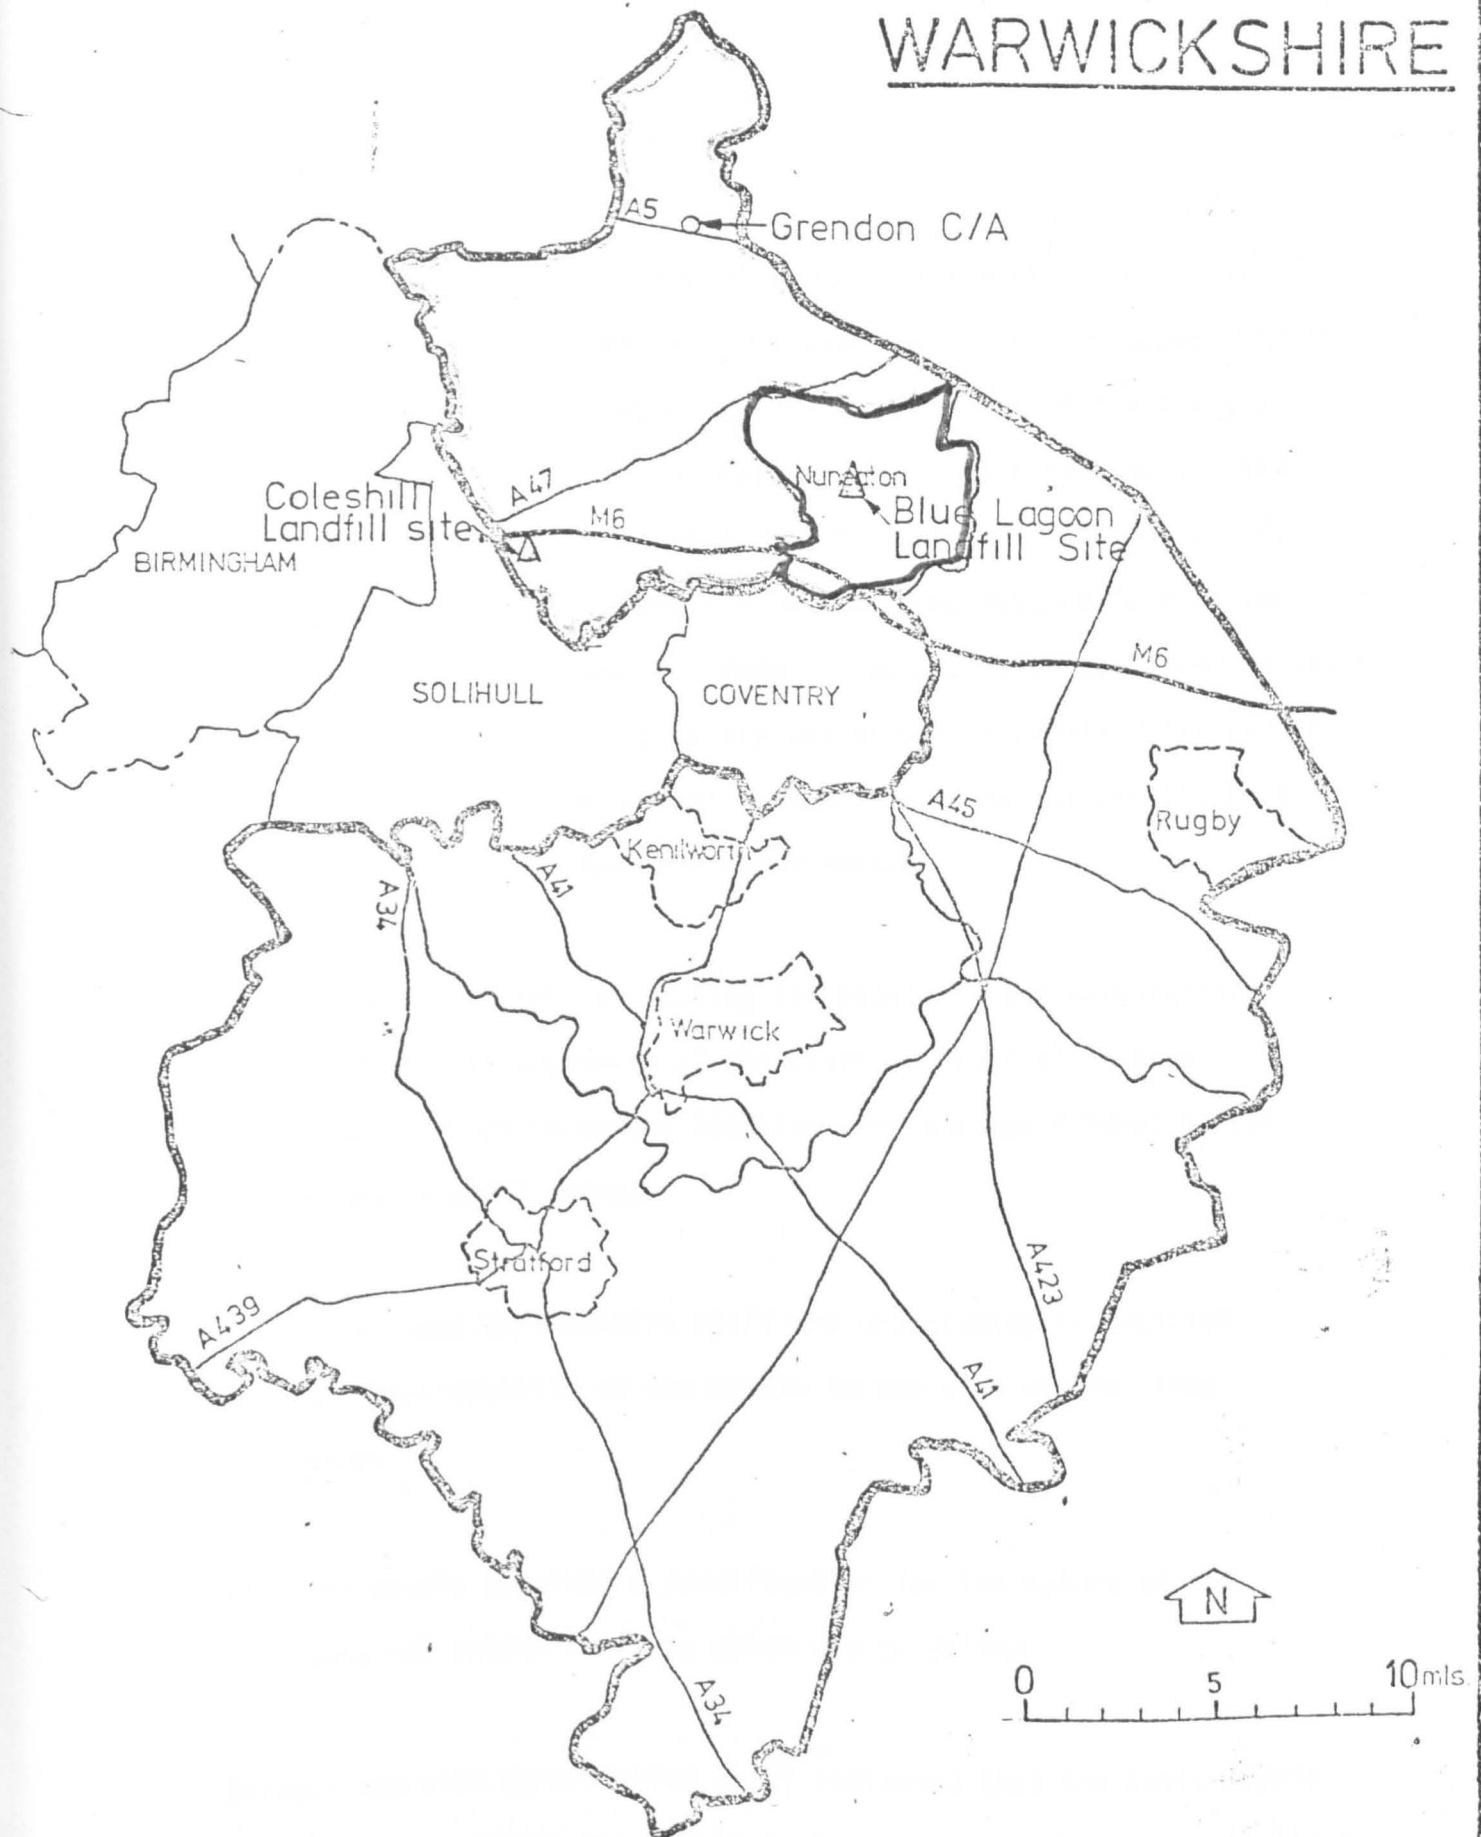 WARWICKSHIRE
A5
Grendon C/A
A47
Nuneaton
Coleshill
Landfill site
M6
Blue Lagoon
Landfill Site
BIRMINGHAM
M6
SOLIHULL
COVENTRY
A45
Rugby
Kenilworth
A41
A34
Warwick
Stratford
A423
A439
A41
N
0
5
10mls.
A34